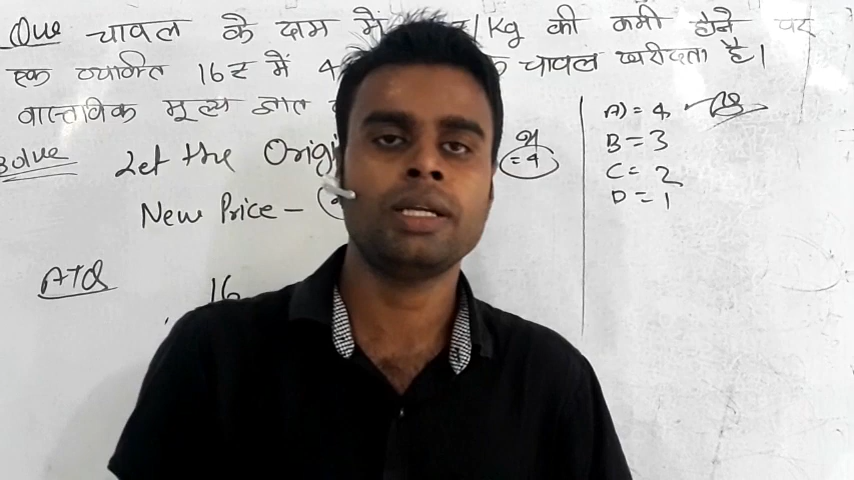 Que चावल के दाम में ₹/Kg की कमी होने पर
एक व्यक्ति 16₹ में 4 चावल खरीदता है।
वास्तविक मूल्य ज्ञात
Solve Let the Origi
= 4
New Price -
A) = 4
B = 3
C = 2
D = 1
ATQ
16